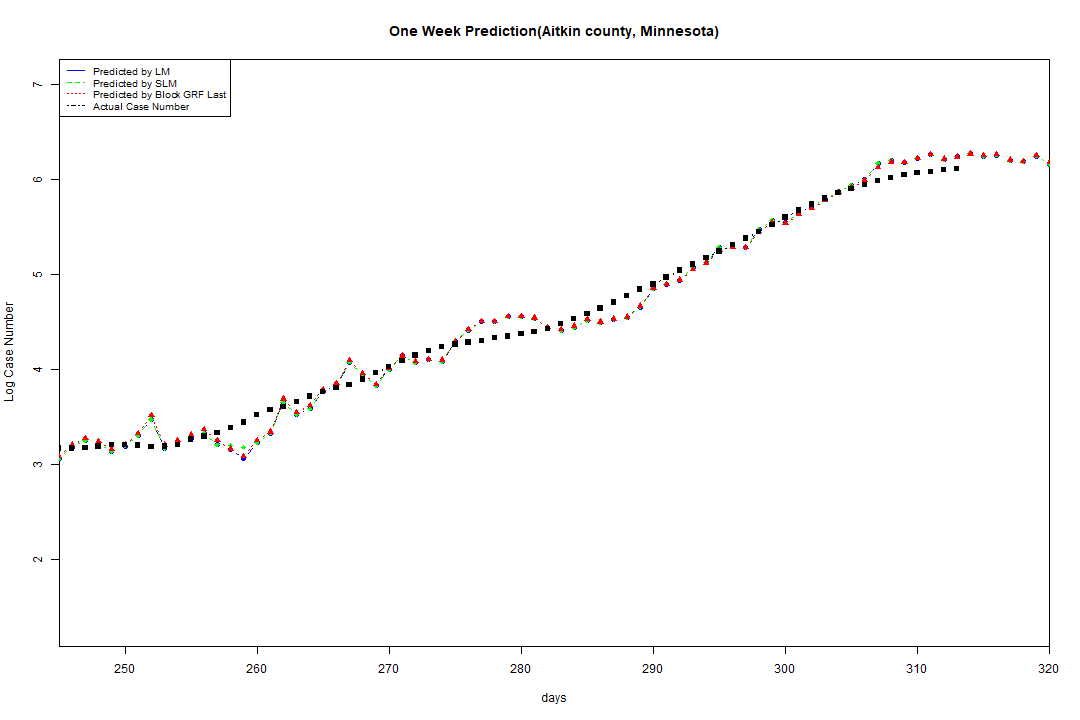 One Week Prediction(Aitkin county, Minnesota)
Predicted by LM
Predicted by SLM
Predicted by Block GRF Last
Actual Case Number
7
6
5
4
3
2
Log Case Number
250 260 270 280 290 300 310 320
days